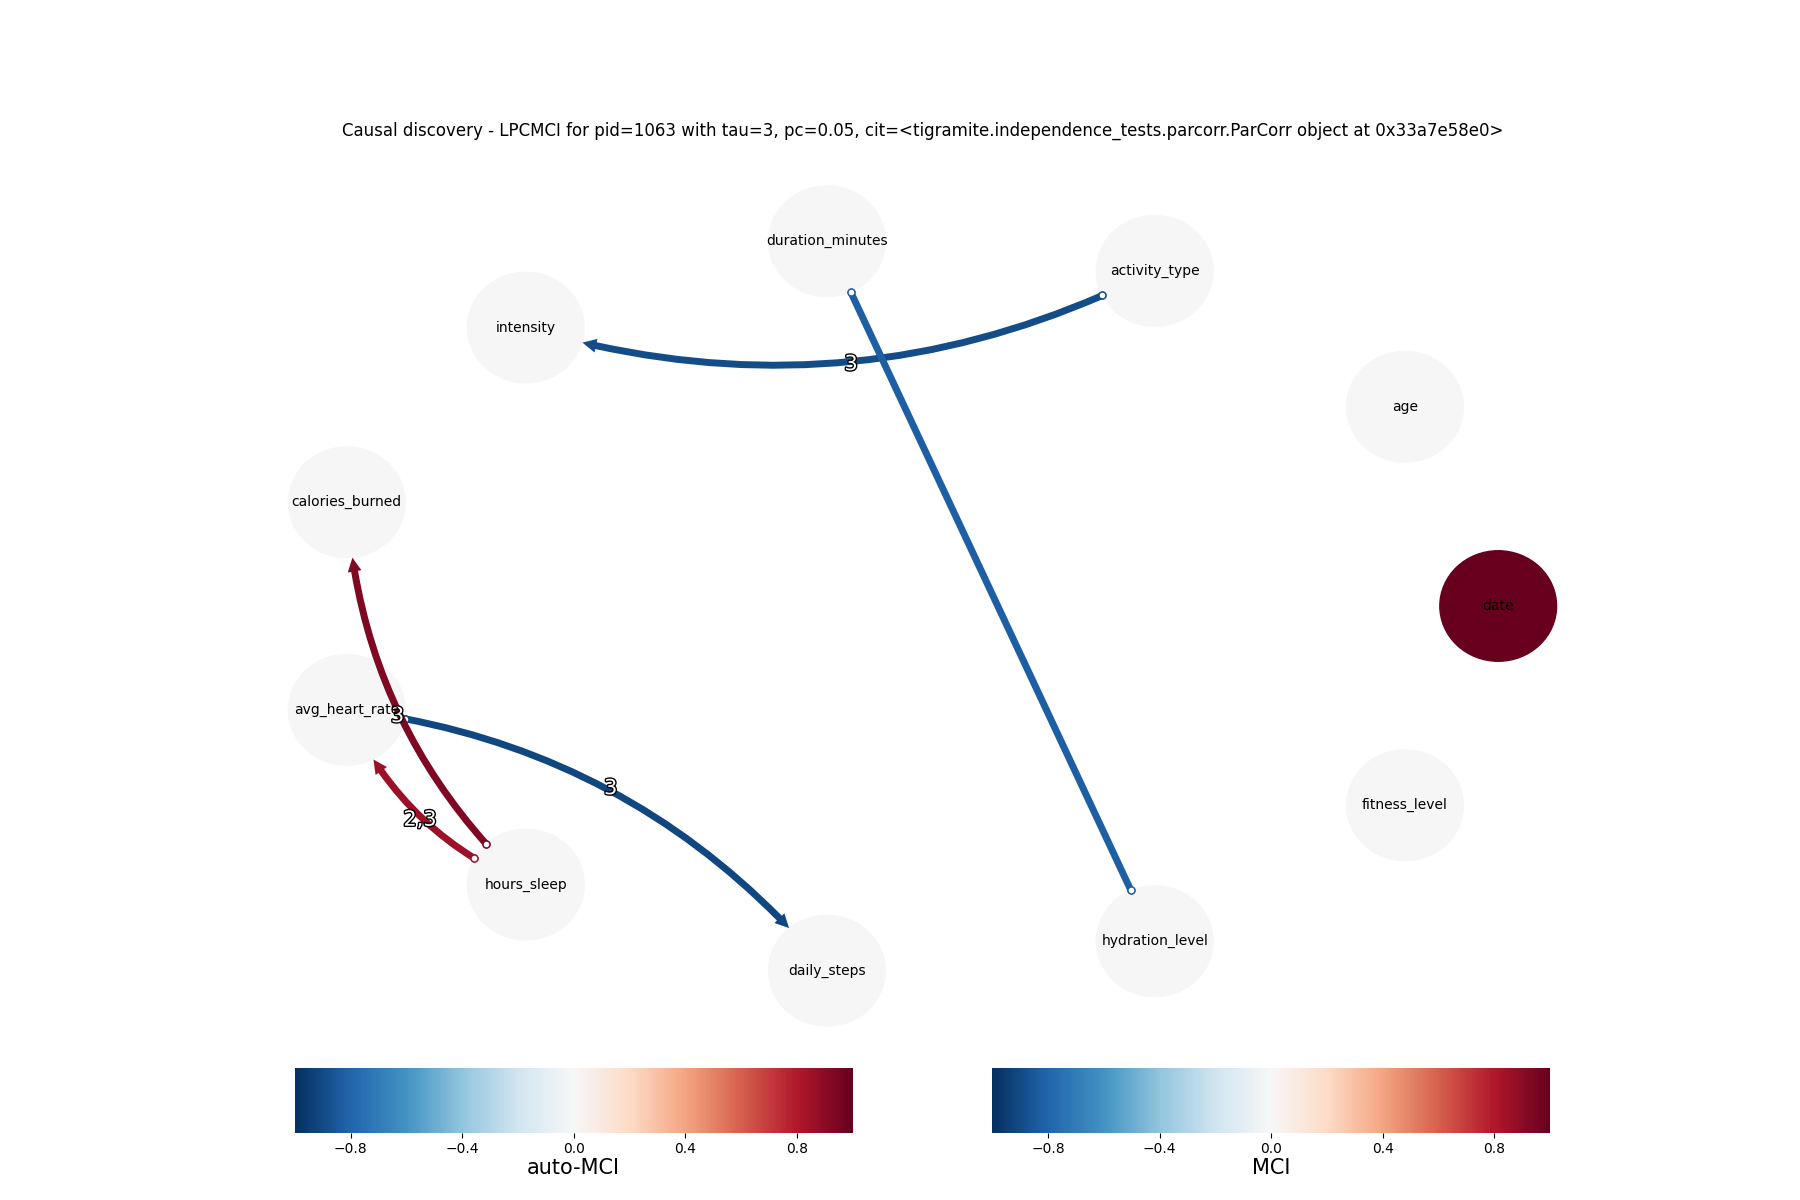 Causal discovery - LPCMCI for pid=1063 with tau=3, pc=0.05, cit=<tigramite.independence_tests.parcorr.ParCorr object at 0x33a7e58e0>
duration_minutes
activity_type
intensity
3
age
calories_burned
date
avg_heart_rate
3
3
2,3
fitness_level
hours_sleep
hydration_level
daily_steps
−0.8 −0.4 0.0 0.4 0.8
auto-MCI
−0.8 −0.4 0.0 0.4 0.8
MCI